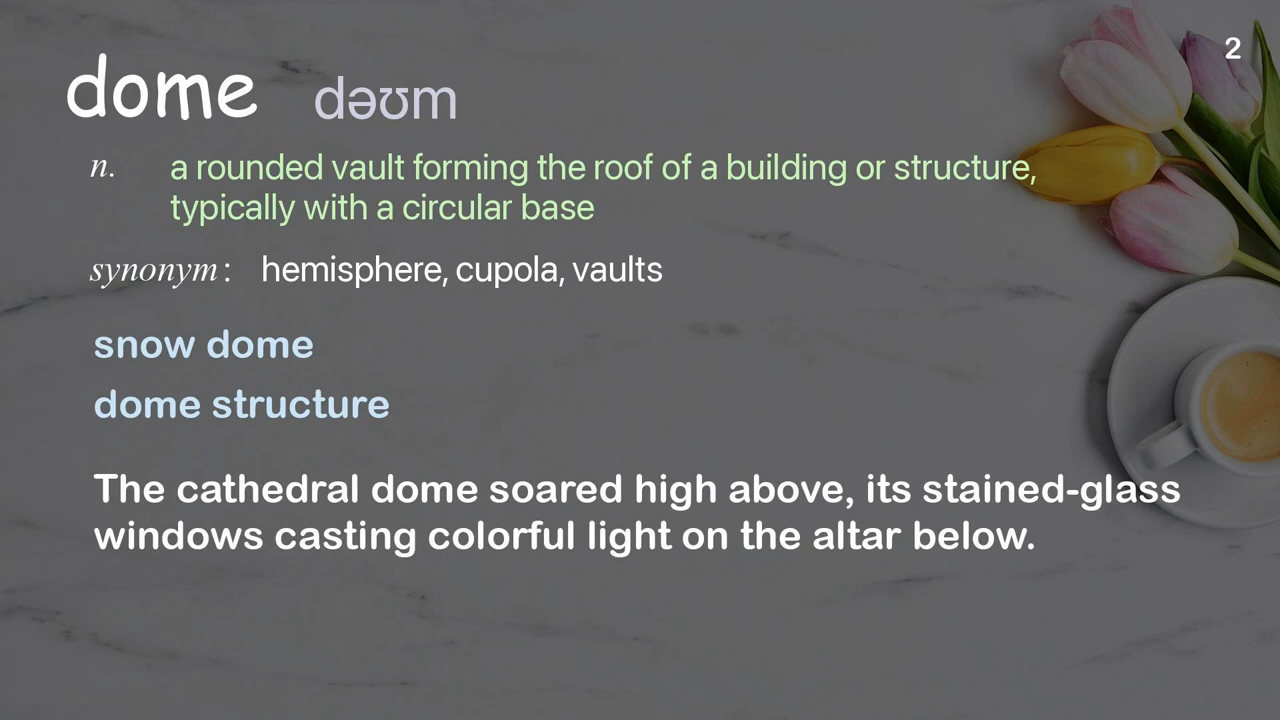 2
dome dəʊm
n. a rounded vault forming the roof of a building or structure,
typically with a circular base
synonym: hemisphere, cupola, vaults
snow dome
dome structure
The cathedral dome soared high above, its stained-glass
windows casting colorful light on the altar below.